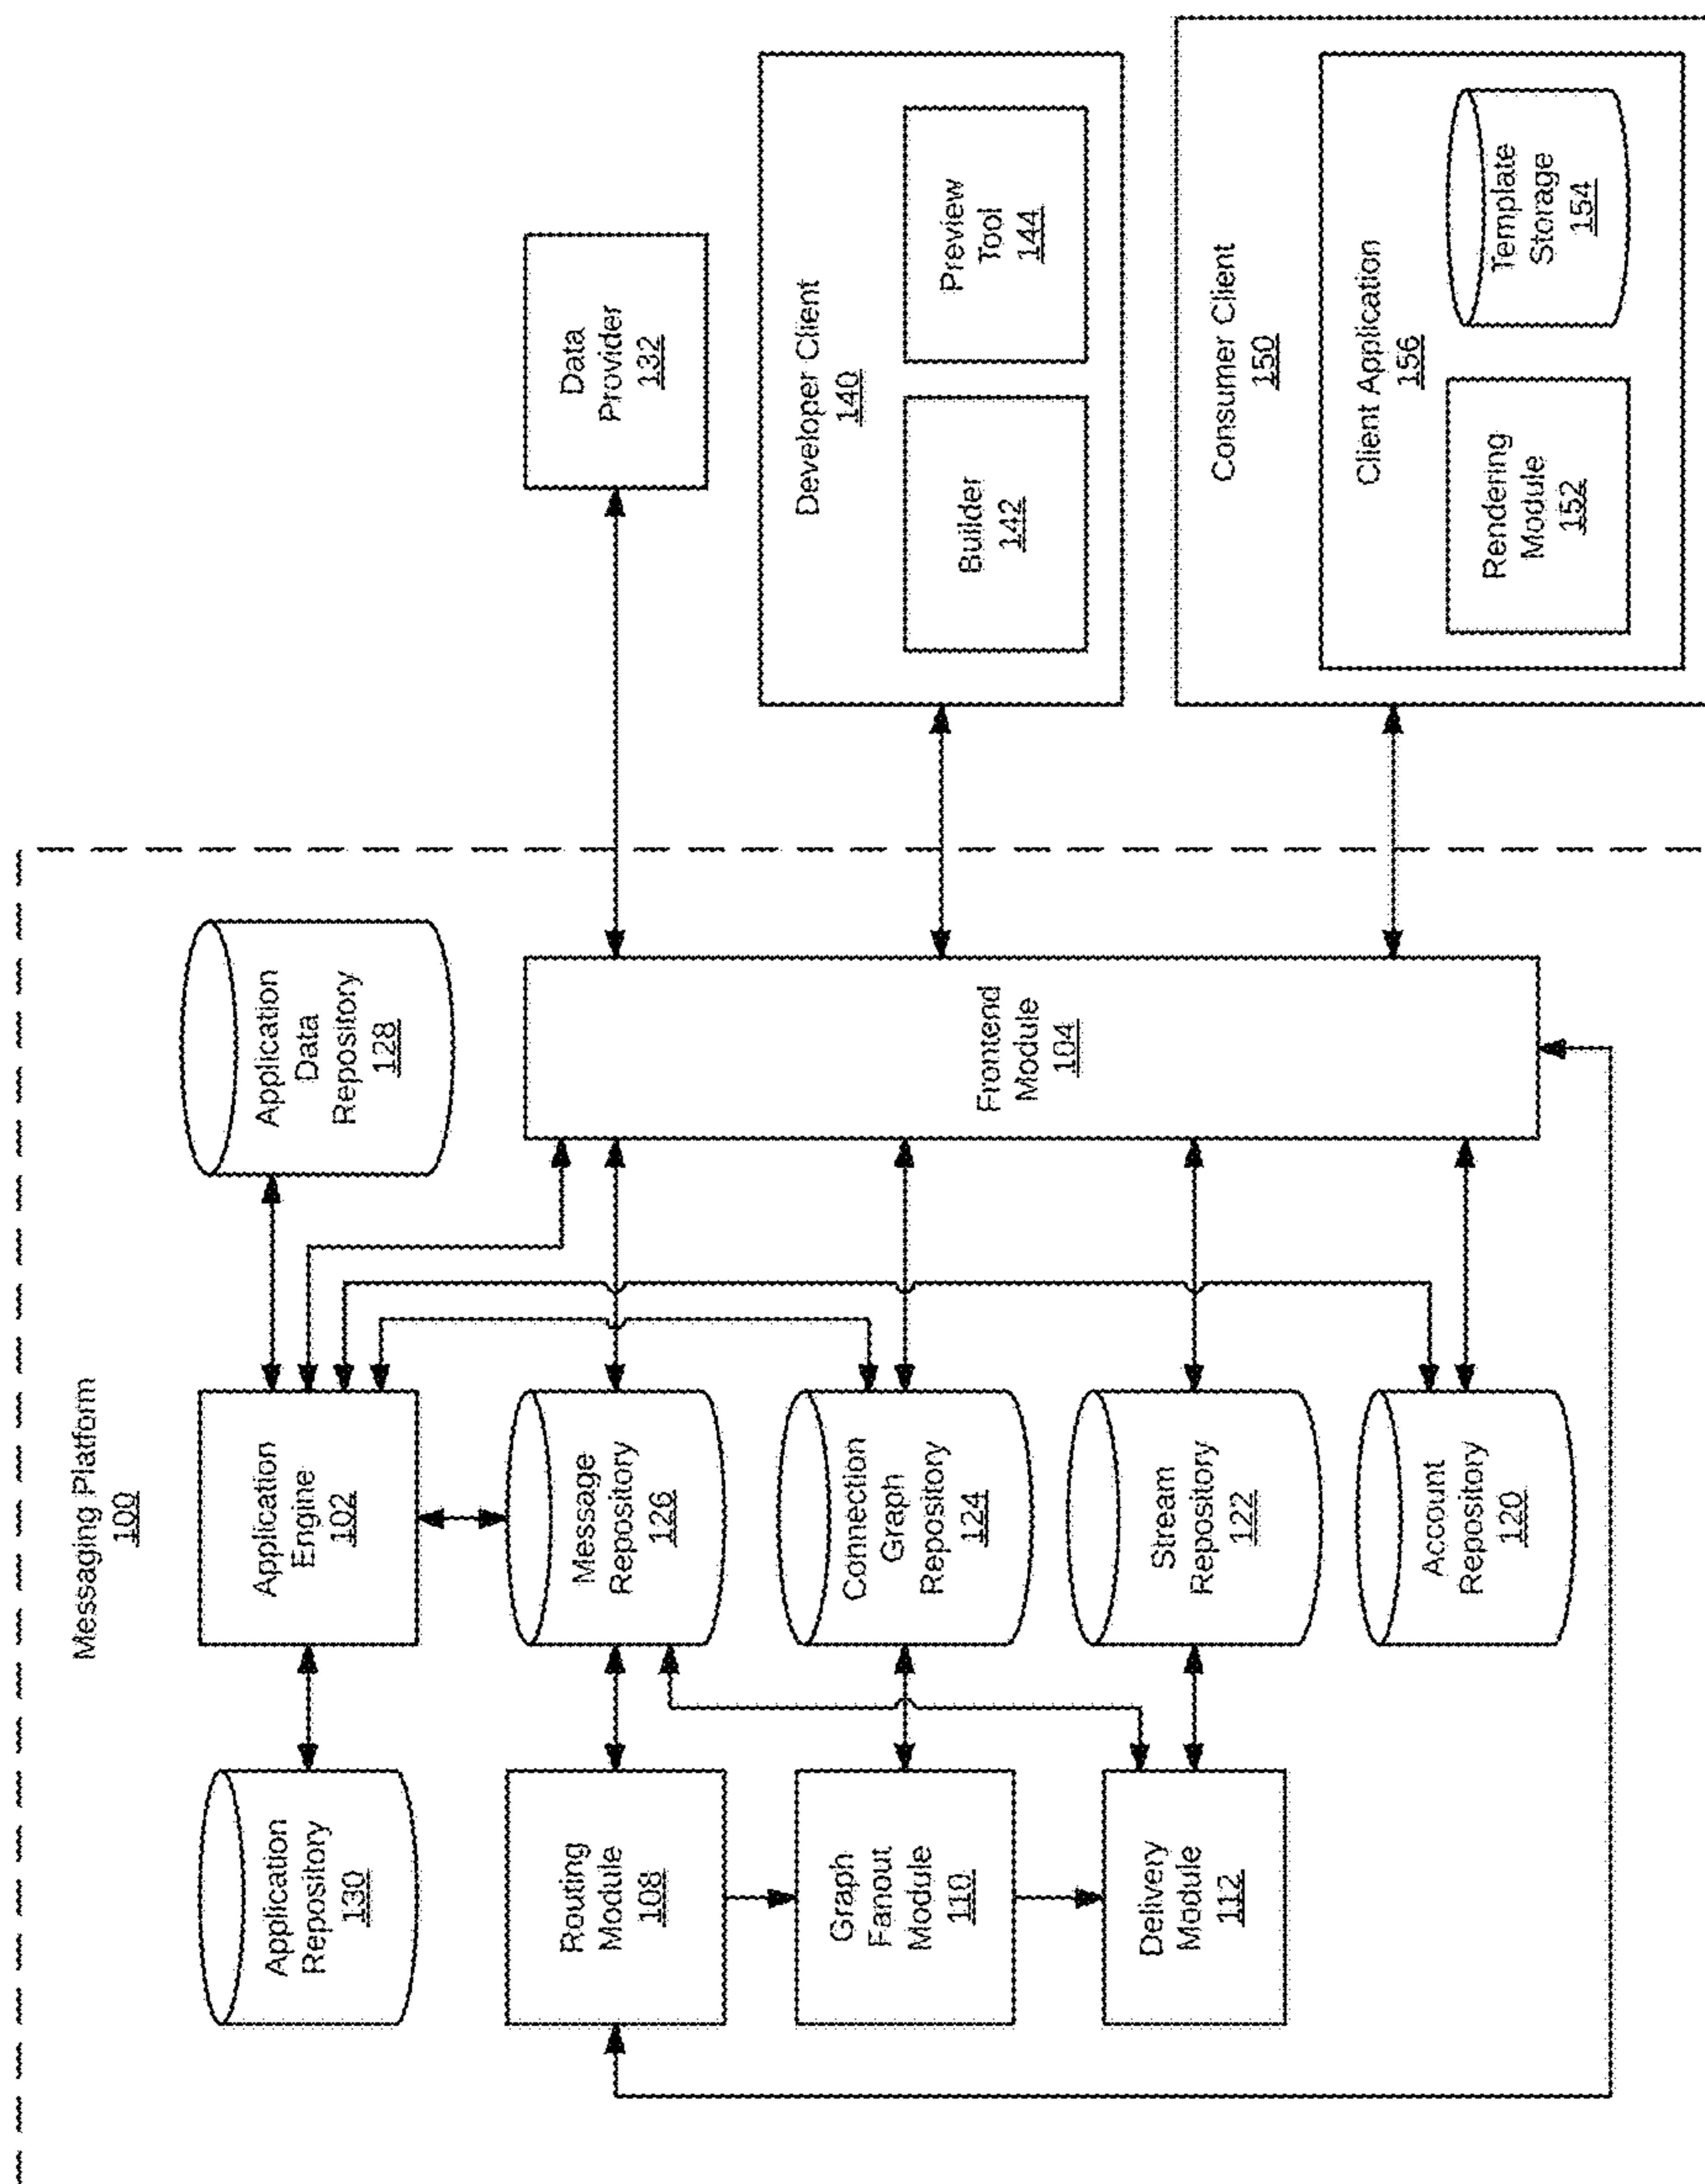 Messaging Platform
100
Application
Repository
130
Application
Engine
102
Application
Data
Repository
128
Routing
Module
108
Message
Repository
126
Graph
Fanout
Module
110
Connection
Graph
Repository
124
Delivery
Module
112
Stream
Repository
122
Account
Repository
120
Frontend
Module
104
Data
Provider
132
Developer Client
140
Builder
142
Preview
Tool
144
Consumer Client
150
Client Application
156
Rendering
Module
152
Template
Storage
154